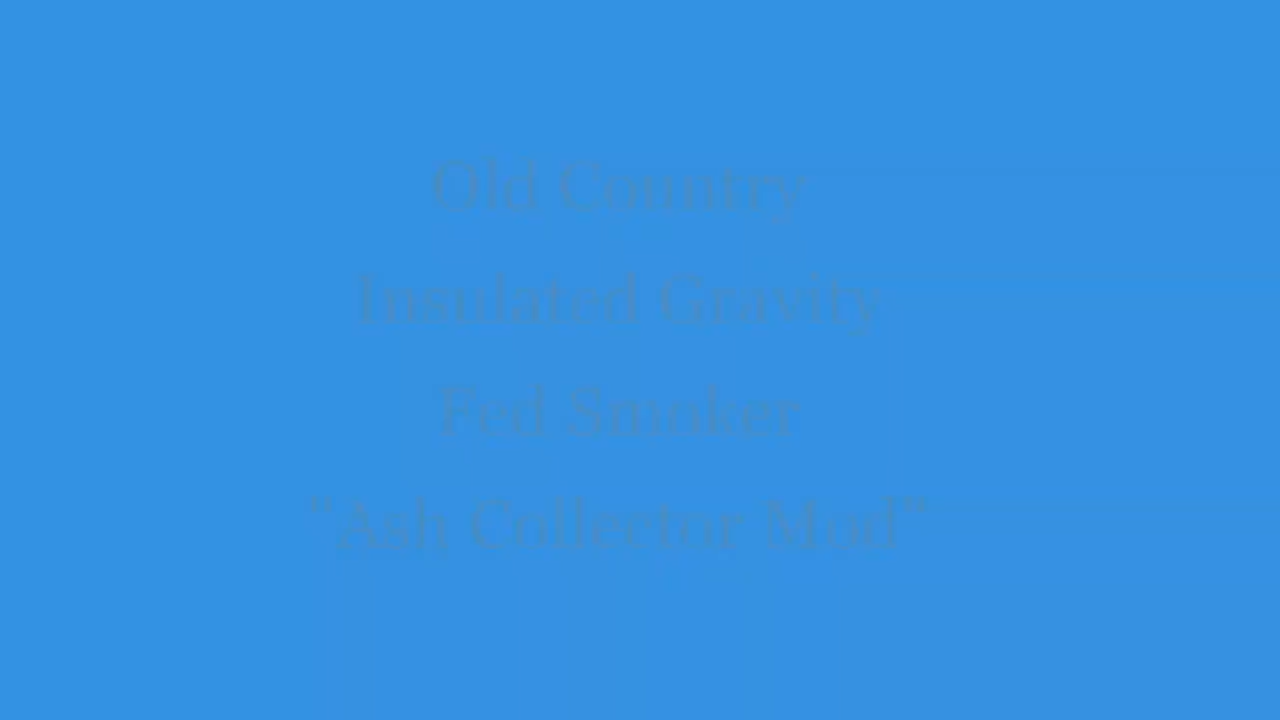 Old Country
Insulated Gravity
Fed Smoker
"Ash Collector Mod"